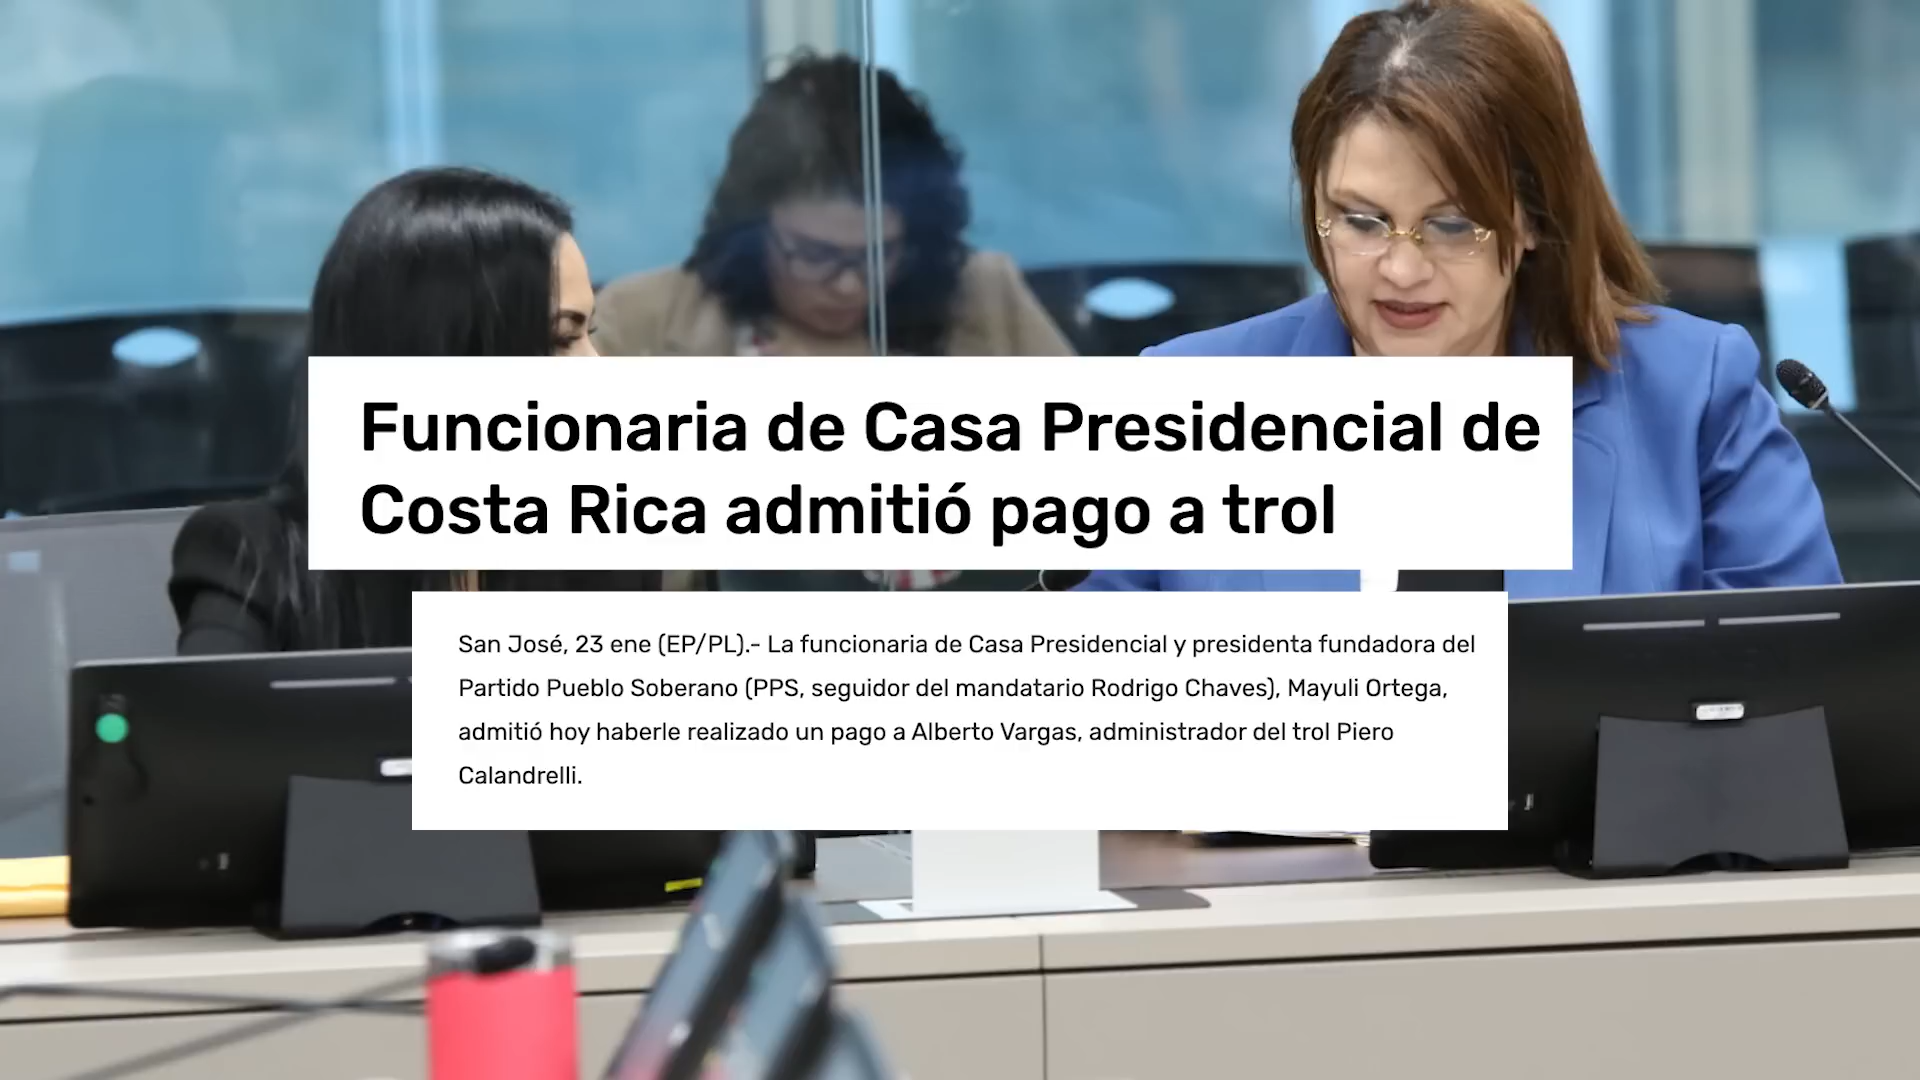 Funcionaria de Casa Presidencial de
Costa Rica admitió pago a trol
San José, 23 ene (EP/PL).- La funcionaria de Casa Presidencial y presidenta fundadora del
Partido Pueblo Soberano (PPS, seguidor del mandatario Rodrigo Chaves), Mayuli Ortega,
admitió hoy haberle realizado un pago a Alberto Vargas, administrador del trol Piero
Calandrelli.